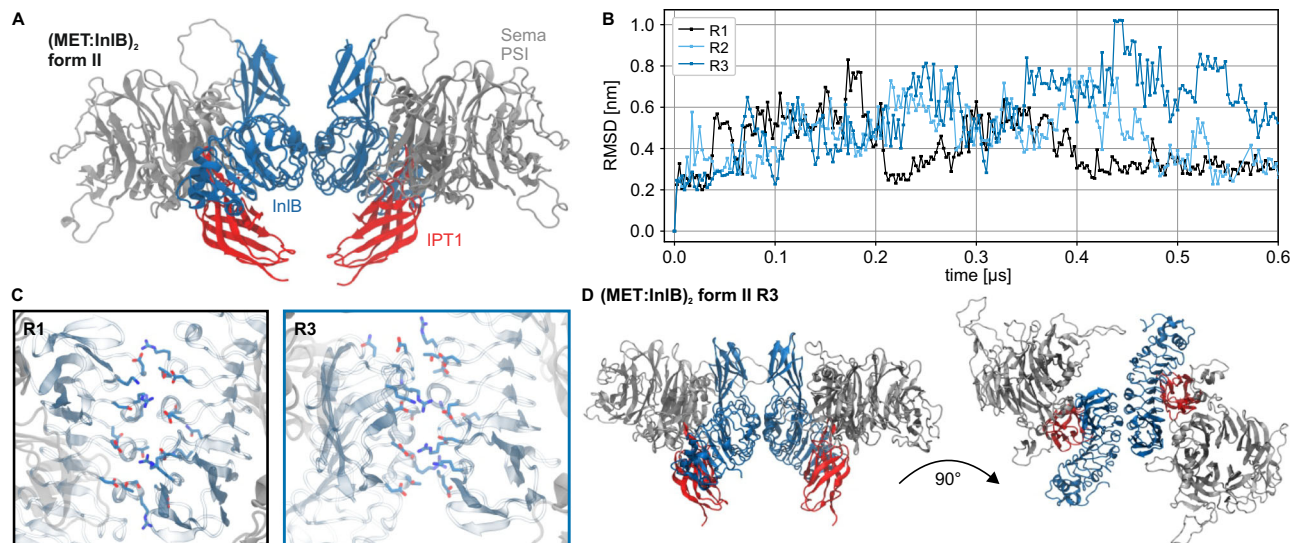 A
(MET:InlB)₂
form II
Sema
PSI
InlB
IPT1
B
R1
R2
R3
RMSD [nm]
1.0
0.8
0.6
0.4
0.2
0.0
0.0 0.1 0.2 0.3 0.4 0.5 0.6
time [µs]
C
R1
R3
D (MET:InlB)₂ form II R3
90°